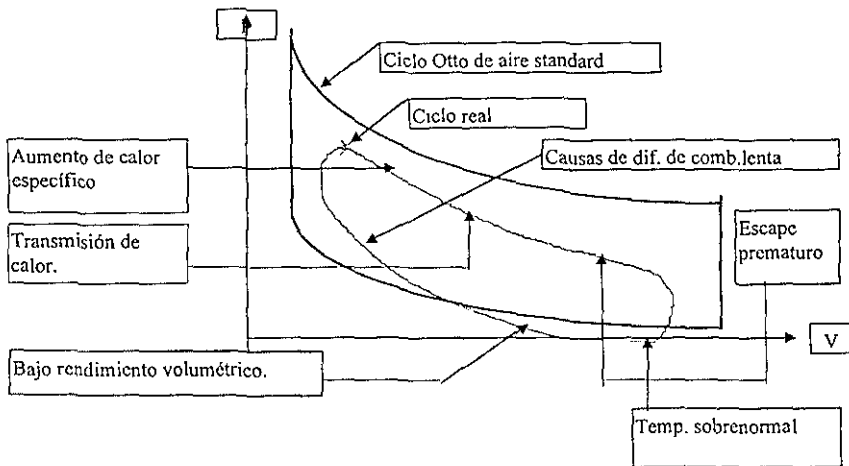 P
Ciclo Otto de aire standard
Ciclo real
Aumento de calor
específico
Causas de dif. de comb.lenta
Transmisión de
calor.
Escape
prematuro
V
Bajo rendimiento volumétrico.
Temp. sobrenormal